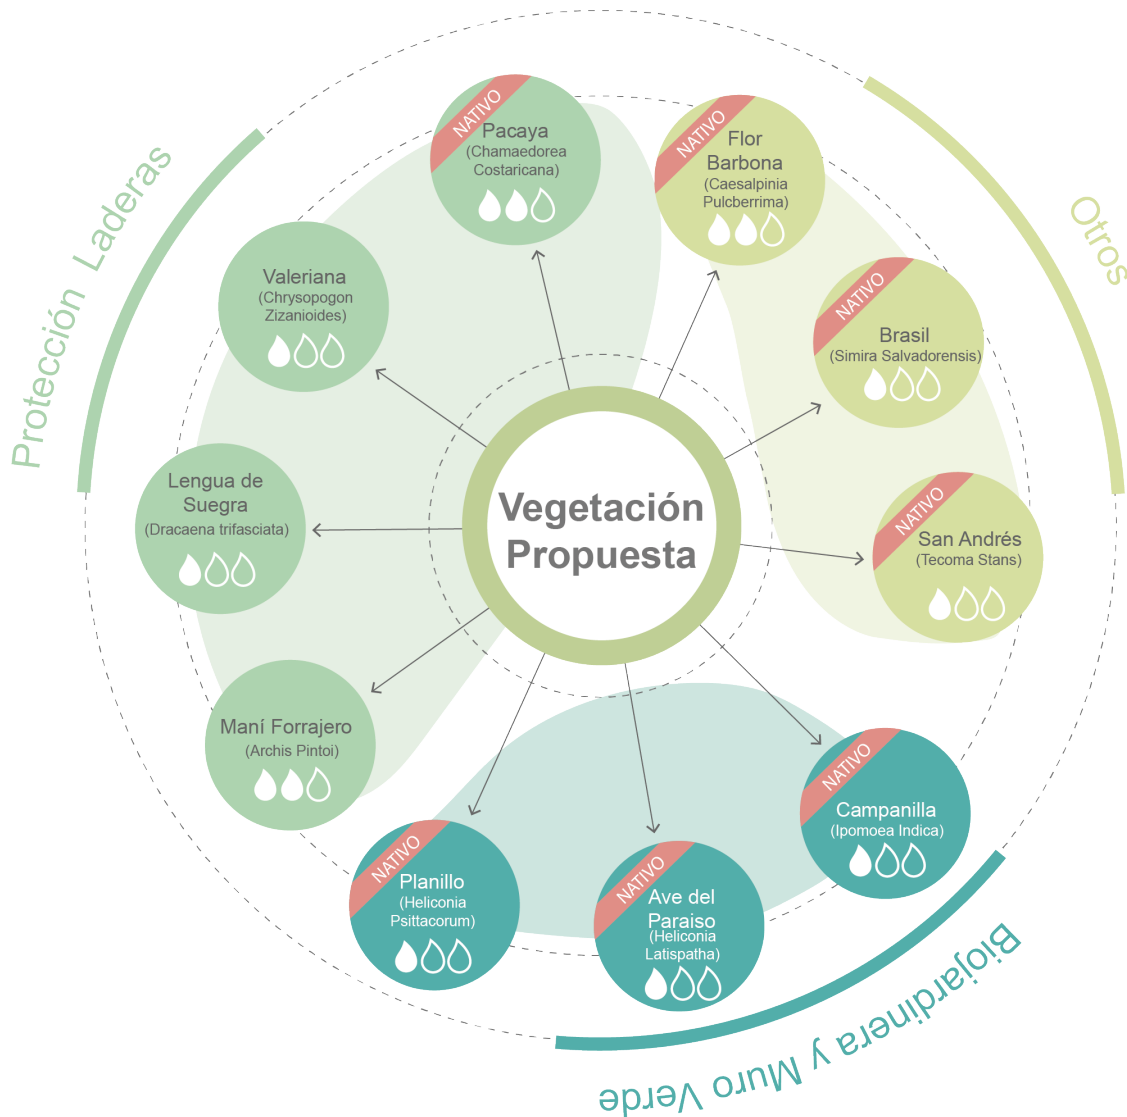 Vegetación
Propuesta
Protección Laderas
NATIVO
Pacaya
(Chamaedorea
Costaricana)
Valeriana
(Chrysopogon
Zizanioides)
Lengua de
Suegra
(Dracaena trifasciata)
Maní Forrajero
(Archis Pintoi)
Otros
NATIVO
Flor
Barbona
(Caesalpinia
Pulcberrima)
NATIVO
Brasil
(Simira Salvadorensis)
NATIVO
San Andrés
(Tecoma Stans)
Biojardinera y Muro Verde
NATIVO
Campanilla
(Ipomoea Indica)
NATIVO
Ave del
Paraiso
(Heliconia
Latispatha)
NATIVO
Planillo
(Heliconia
Psittacorum)